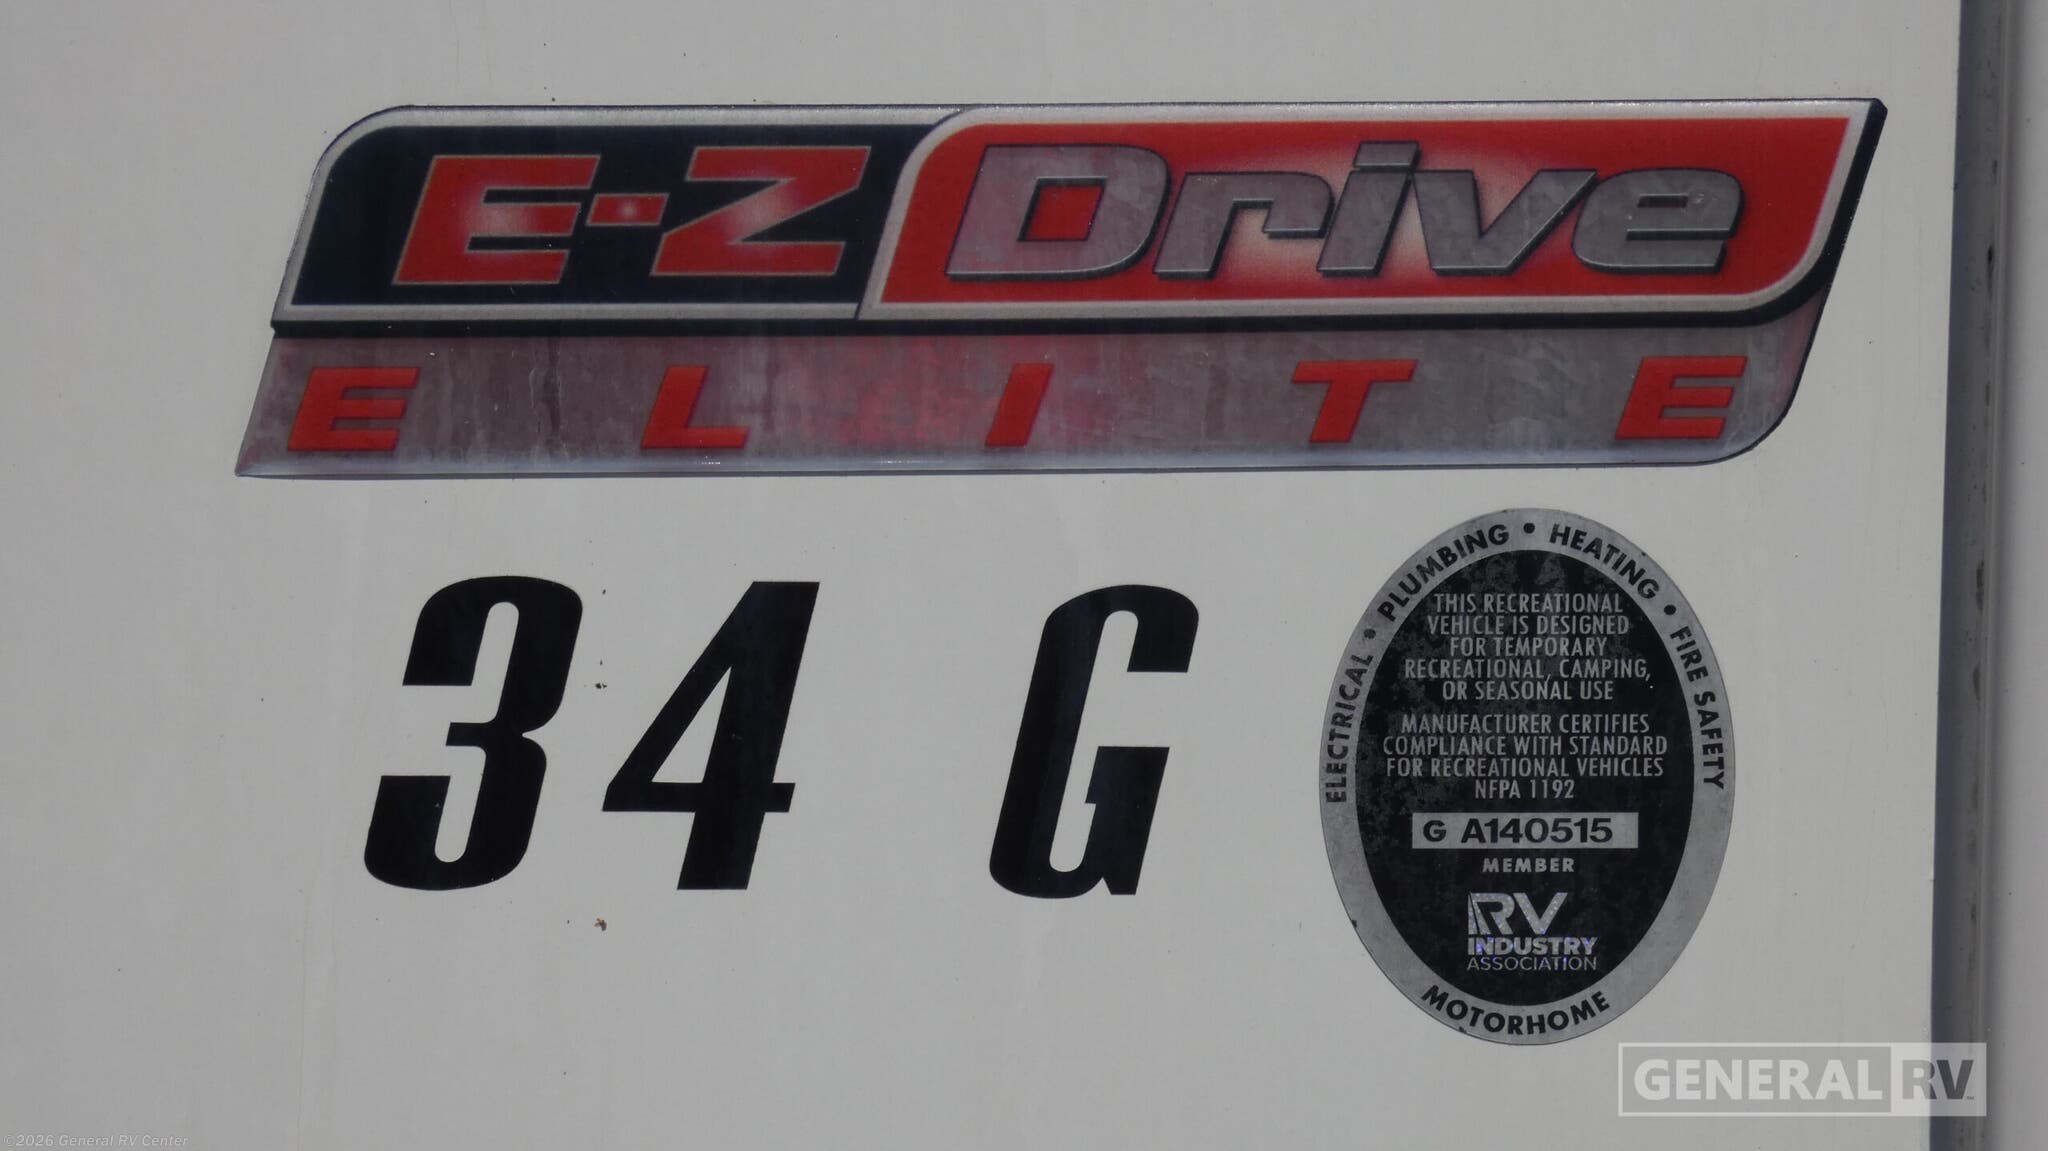 E-Z Drive
ELITE
34 G
ELECTRICAL • PLUMBING • HEATING • FIRE SAFETY
THIS RECREATIONAL
VEHICLE IS DESIGNED
FOR TEMPORARY
RECREATIONAL, CAMPING,
OR SEASONAL USE
MANUFACTURER CERTIFIES
COMPLIANCE WITH STANDARD
FOR RECREATIONAL VEHICLES
NFPA 1192
G A140515
MEMBER
RV
INDUSTRY
ASSOCIATION
MOTORHOME
GENERAL RV™
©2026 General RV Center